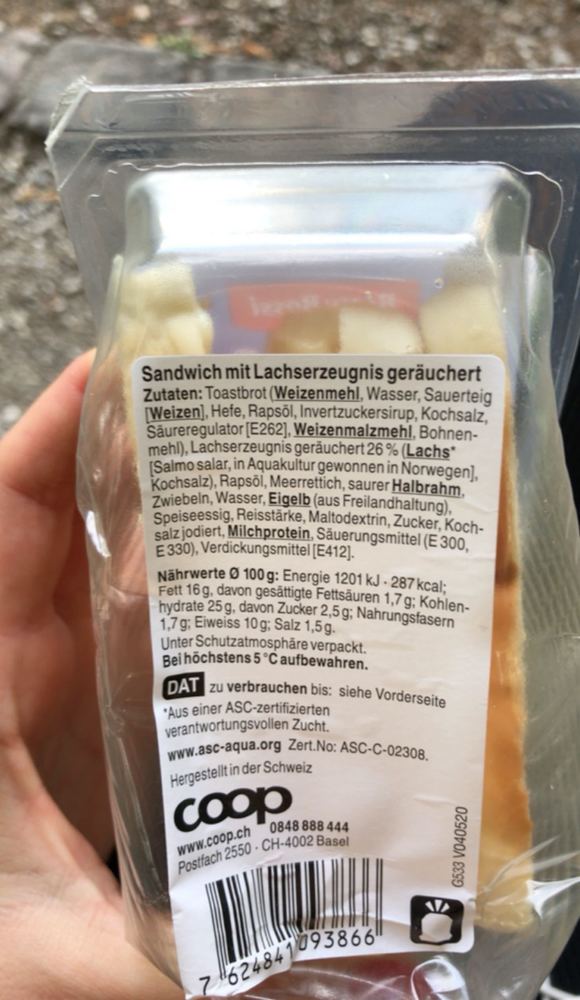 Sandwich mit Lachserzeugnis geräuchert
Zutaten: Toastbrot (Weizenmehl, Wasser, Sauerteig
[Weizen], Hefe, Rapsöl, Invertzuckersirup, Kochsalz,
Säureregulator [E262], Weizenmalzmehl, Bohnen-
mehl), Lachserzeugnis geräuchert 26 % (Lachs*
[Salmo salar, in Aquakultur gewonnen in Norwegen],
Kochsalz), Rapsöl, Meerrettich, saurer Halbrahm,
Zwiebeln, Wasser, Eigelb (aus Freilandhaltung),
Speiseessig, Reisstärke, Maltodextrin, Zucker, Koch-
salz jodiert, Milchprotein, Säuerungsmittel (E 300,
E 330), Verdickungsmittel [E412].
Nährwerte Ø 100 g: Energie 1201 kJ · 287 kcal;
Fett 16 g, davon gesättigte Fettsäuren 1,7 g; Kohlen-
hydrate 25 g, davon Zucker 2,5 g; Nahrungsfasern
1,7 g; Eiweiss 10 g; Salz 1,5 g.
Unter Schutzatmosphäre verpackt.
Bei höchstens 5 °C aufbewahren.
DAT zu verbrauchen bis: siehe Vorderseite
*Aus einer ASC-zertifizierten
verantwortungsvollen Zucht.
www.asc-aqua.org Zert.No: ASC-C-02308.
Hergestellt in der Schweiz
coop
www.coop.ch 0848 888 444
Postfach 2550 · CH-4002 Basel
G533 V040520
7 624841 093866